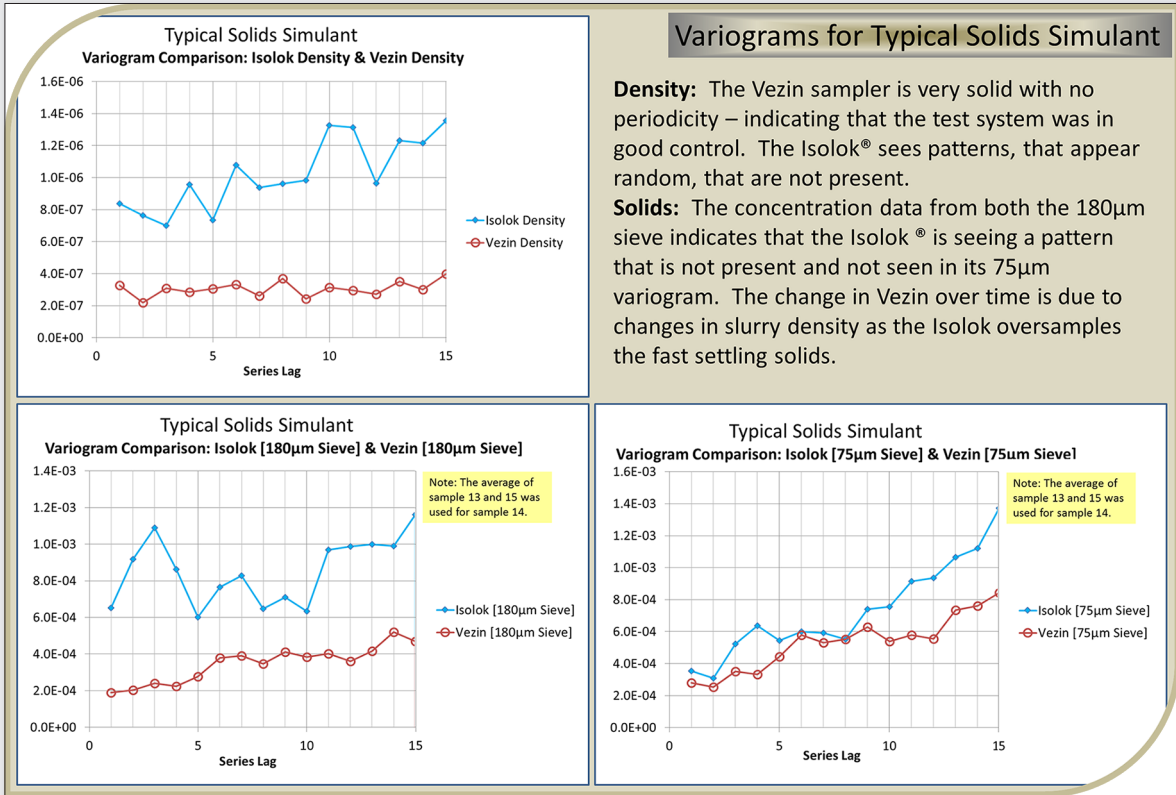 Variograms for Typical Solids Simulant
Typical Solids Simulant
Variogram Comparison: Isolok Density & Vezin Density
1.6E-06
1.4E-06
1.2E-06
1.0E-06
8.0E-07
6.0E-07
4.0E-07
2.0E-07
0.0E+00
0 5 10 15
Series Lag
Isolok Density
Vezin Density
Density: The Vezin sampler is very solid with no
periodicity – indicating that the test system was in
good control. The Isolok® sees patterns, that appear
random, that are not present.
Solids: The concentration data from both the 180µm
sieve indicates that the Isolok ® is seeing a pattern
that is not present and not seen in its 75µm
variogram. The change in Vezin over time is due to
changes in slurry density as the Isolok oversamples
the fast settling solids.
Typical Solids Simulant
Variogram Comparison: Isolok [180µm Sieve] & Vezin [180µm Sieve]
1.4E-03
1.2E-03
1.0E-03
8.0E-04
6.0E-04
4.0E-04
2.0E-04
0.0E+00
0 5 10 15
Series Lag
Note: The average of
sample 13 and 15 was
used for sample 14.
Isolok [180µm Sieve]
Vezin [180µm Sieve]
Typical Solids Simulant
Variogram Comparison: Isolok [75µm Sieve] & Vezin [75µm Sieve]
1.6E-03
1.4E-03
1.2E-03
1.0E-03
8.0E-04
6.0E-04
4.0E-04
2.0E-04
0.0E+00
0 5 10 15
Series Lag
Note: The average of
sample 13 and 15 was
used for sample 14.
Isolok [75µm Sieve]
Vezin [75µm Sieve]